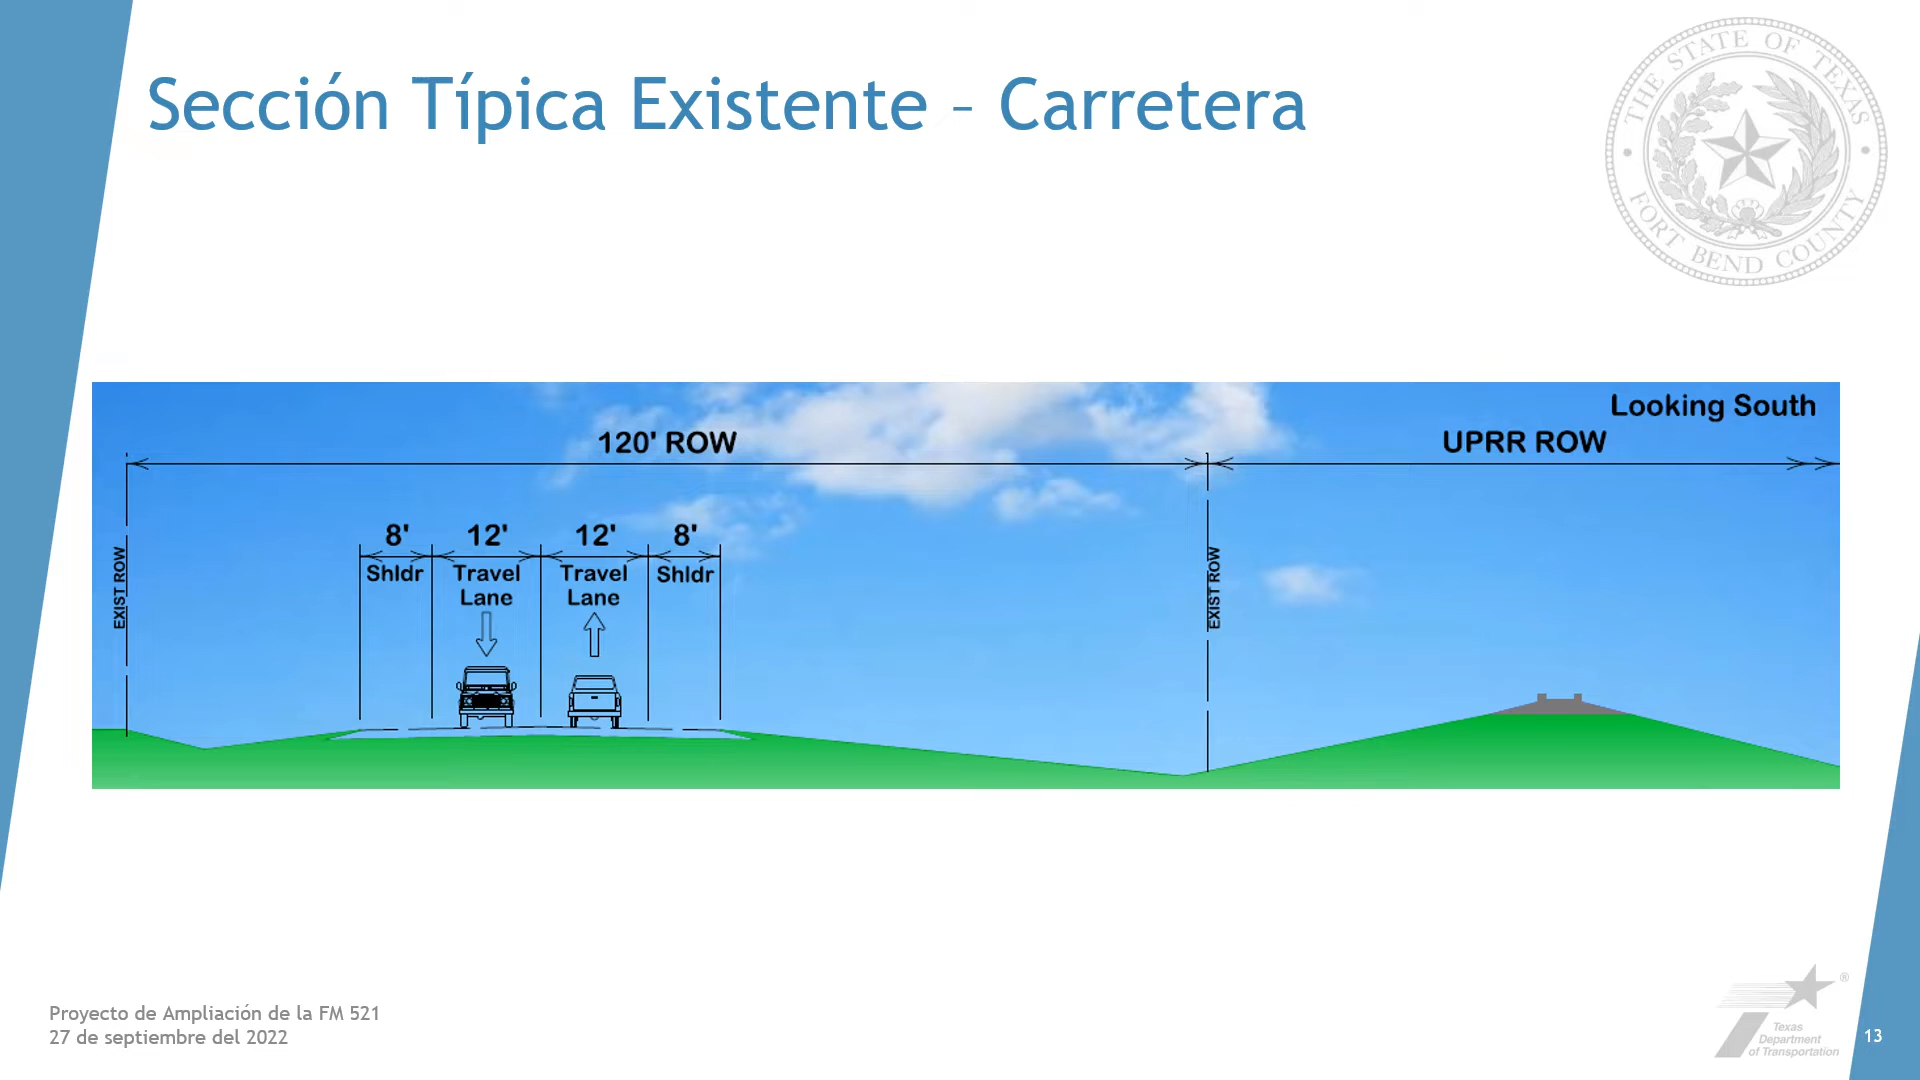 Sección Típica Existente – Carretera
THE STATE OF TEXAS
FORT BEND COUNTY
Looking South
120' ROW
UPRR ROW
8' 12' 12' 8'
Shldr Travel Lane Travel Lane Shldr
EXIST ROW
EXIST ROW
Proyecto de Ampliación de la FM 521
27 de septiembre del 2022
®
Texas
Department
of Transportation
13